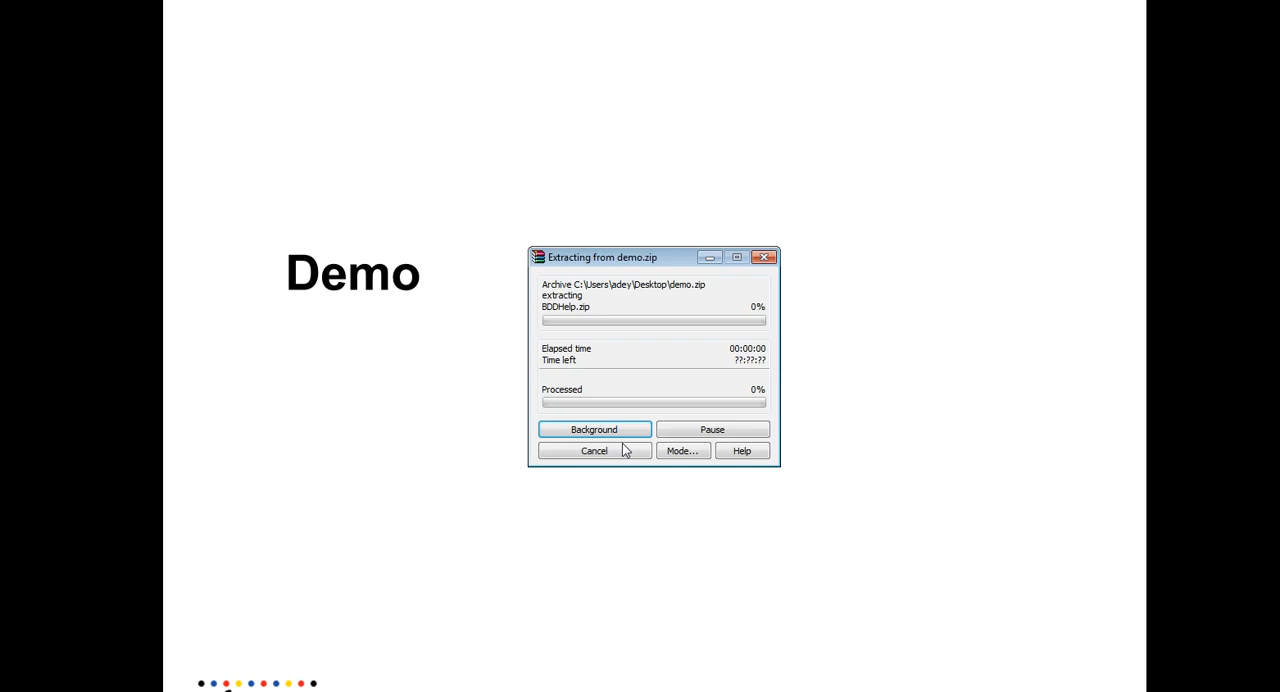 Demo
Extracting from demo.zip
Archive C:\Users\adey\Desktop\demo.zip
extracting
BDDHelp.zip 0%
Elapsed time 00:00:00
Time left ??:??:??
Processed 0%
Background Pause
Cancel Mode... Help